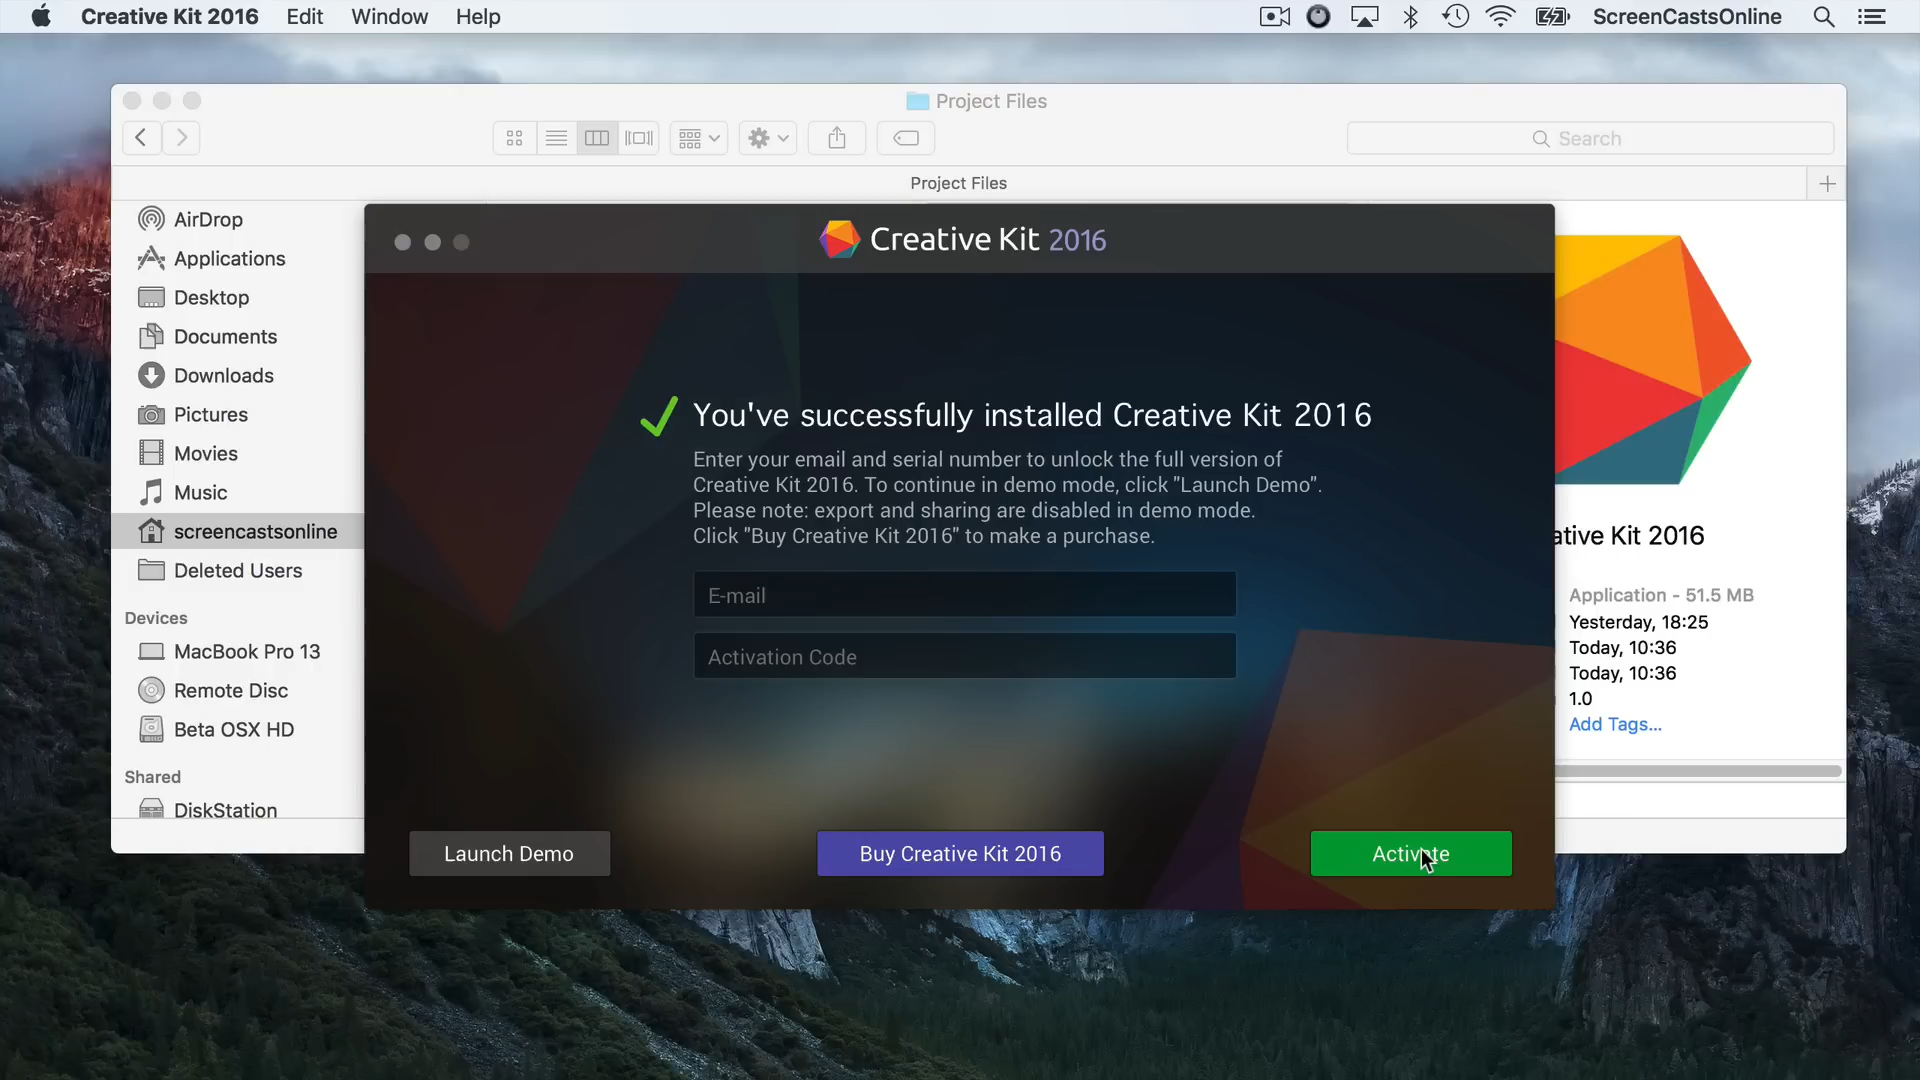 Creative Kit 2016 Edit Window Help ScreenCastsOnline
Project Files
Search
Project Files
AirDrop
Applications
Desktop
Documents
Downloads
Pictures
Movies
Music
screencastsonline
Deleted Users
Devices
MacBook Pro 13
Remote Disc
Beta OSX HD
Shared
DiskStation
Creative Kit 2016
You've successfully installed Creative Kit 2016
Enter your email and serial number to unlock the full version of
Creative Kit 2016. To continue in demo mode, click "Launch Demo".
Please note: export and sharing are disabled in demo mode.
Click "Buy Creative Kit 2016" to make a purchase.
E-mail
Activation Code
Launch Demo
Buy Creative Kit 2016
Activate
ative Kit 2016
Application - 51.5 MB
Yesterday, 18:25
Today, 10:36
Today, 10:36
1.0
Add Tags...